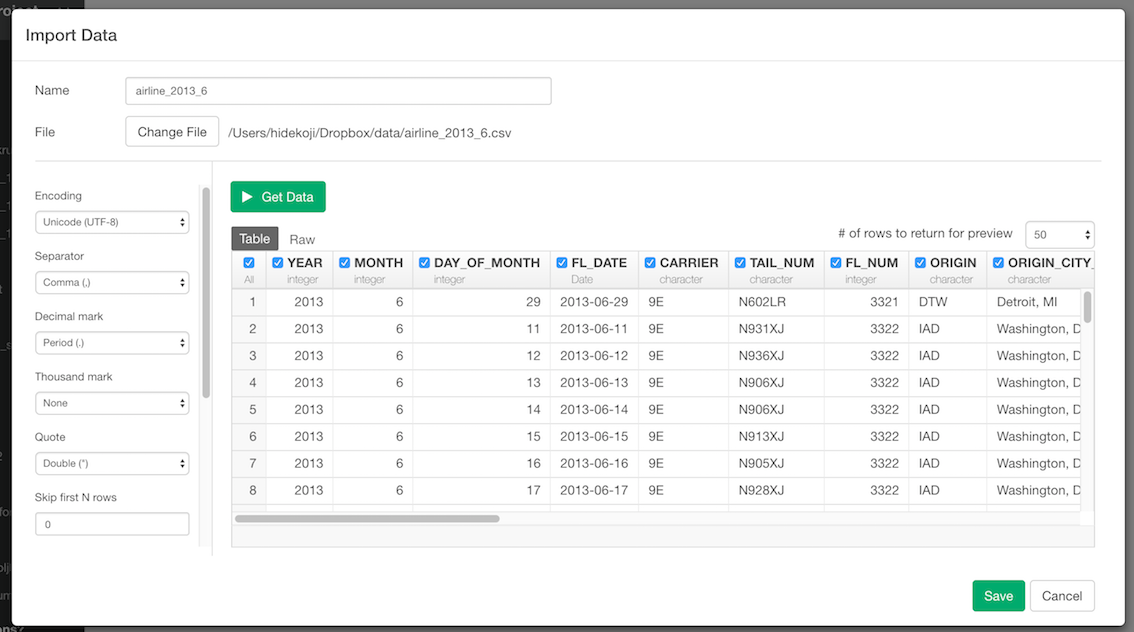 Import Data
Name airline_2013_6
File Change File /Users/hidekoji/Dropbox/data/airline_2013_6.csv
Encoding
Unicode (UTF-8)
Separator
Comma (,)
Decimal mark
Period (.)
Thousand mark
None
Quote
Double (")
Skip first N rows
0
Get Data
Table Raw # of rows to return for preview 50
YEAR MONTH DAY_OF_MONTH FL_DATE CARRIER TAIL_NUM FL_NUM ORIGIN ORIGIN_CITY_
All integer integer integer Date character character integer character character
1 2013 6 29 2013-06-29 9E N602LR 3321 DTW Detroit, MI
2 2013 6 11 2013-06-11 9E N931XJ 3322 IAD Washington, D
3 2013 6 12 2013-06-12 9E N936XJ 3322 IAD Washington, D
4 2013 6 13 2013-06-13 9E N906XJ 3322 IAD Washington, D
5 2013 6 14 2013-06-14 9E N906XJ 3322 IAD Washington, D
6 2013 6 15 2013-06-15 9E N913XJ 3322 IAD Washington, D
7 2013 6 16 2013-06-16 9E N905XJ 3322 IAD Washington, D
8 2013 6 17 2013-06-17 9E N928XJ 3322 IAD Washington, D
Save Cancel